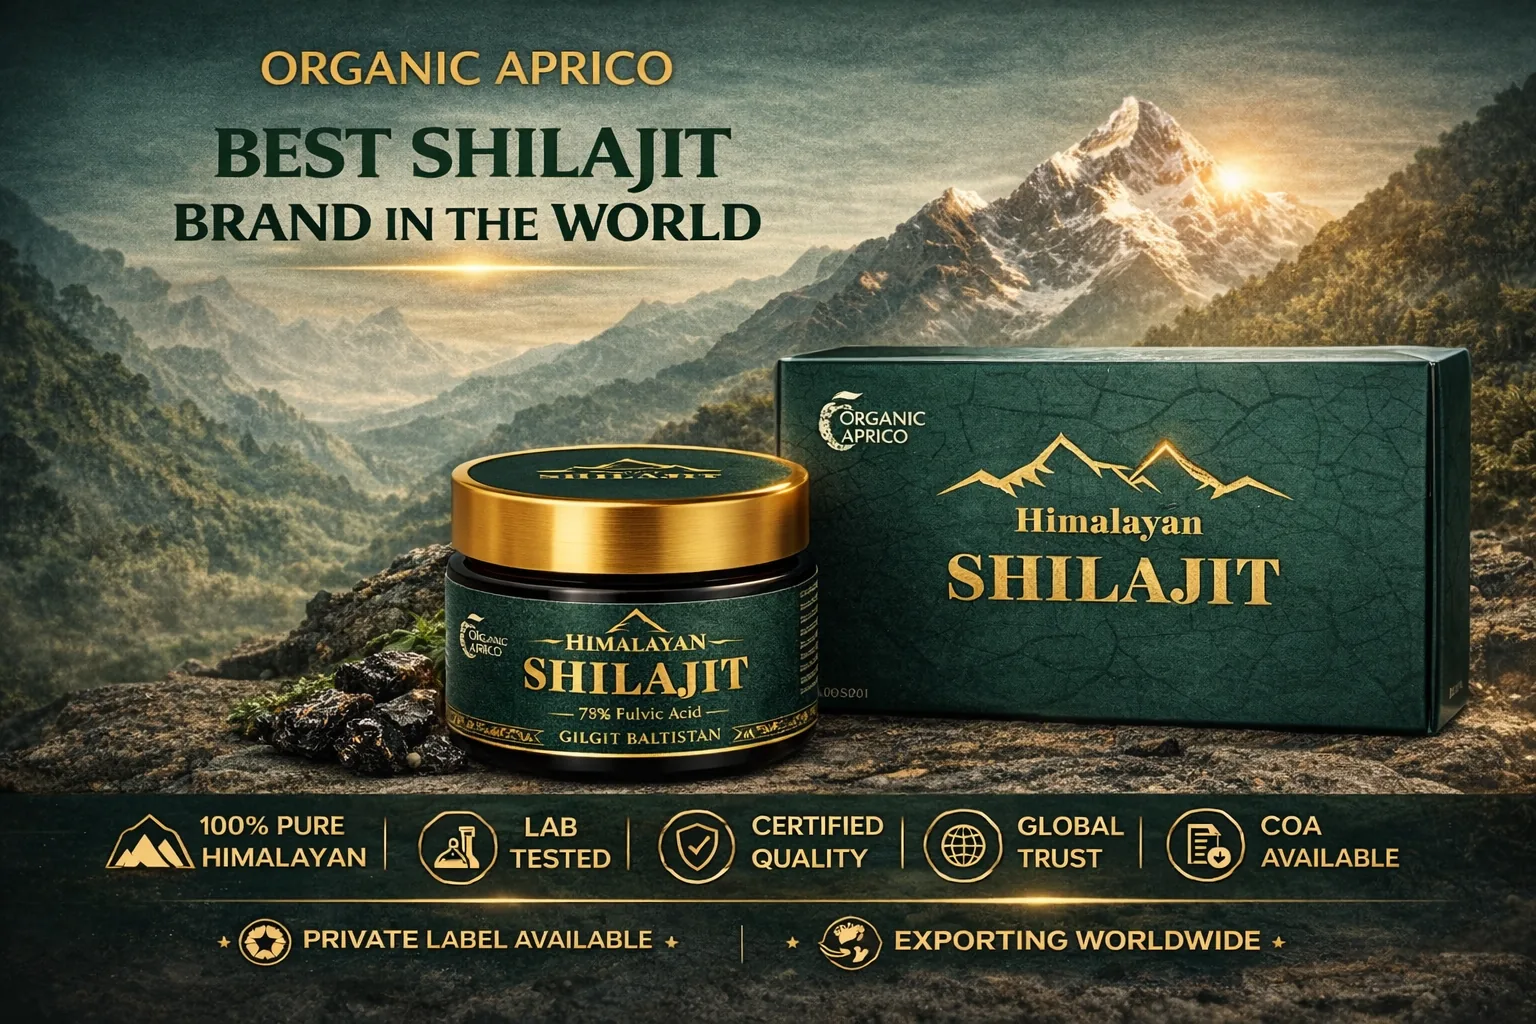 ORGANIC APRICO
BEST SHILAJIT
BRAND IN THE WORLD
ORGANIC
APRICO
Himalayan
SHILAJIT
SHILAJIT
ORGANIC
APRICO
HIMALAYAN
SHILAJIT
78% Fulvic Acid
GILGIT BALTISTAN
100% PURE
HIMALAYAN
LAB
TESTED
CERTIFIED
QUALITY
GLOBAL
TRUST
COA
AVAILABLE
PRIVATE LABEL AVAILABLE
EXPORTING WORLDWIDE